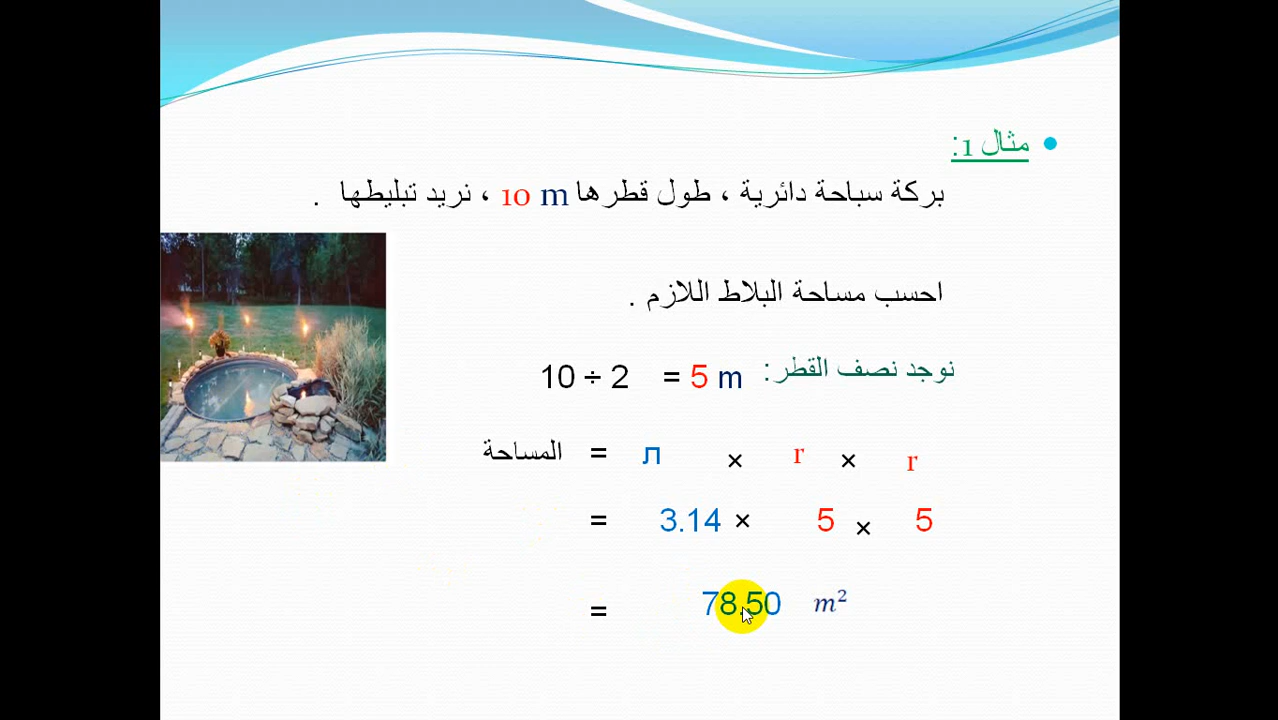 مثال 1:
بركة سباحة دائرية ، طول قطرها 10 m ، نريد تبليطها .
احسب مساحة البلاط اللازم .
نوجد نصف القطر: 10 ÷ 2 = 5 m
المساحة = л × r × r
= 3.14 × 5 × 5
= 78.50 m²